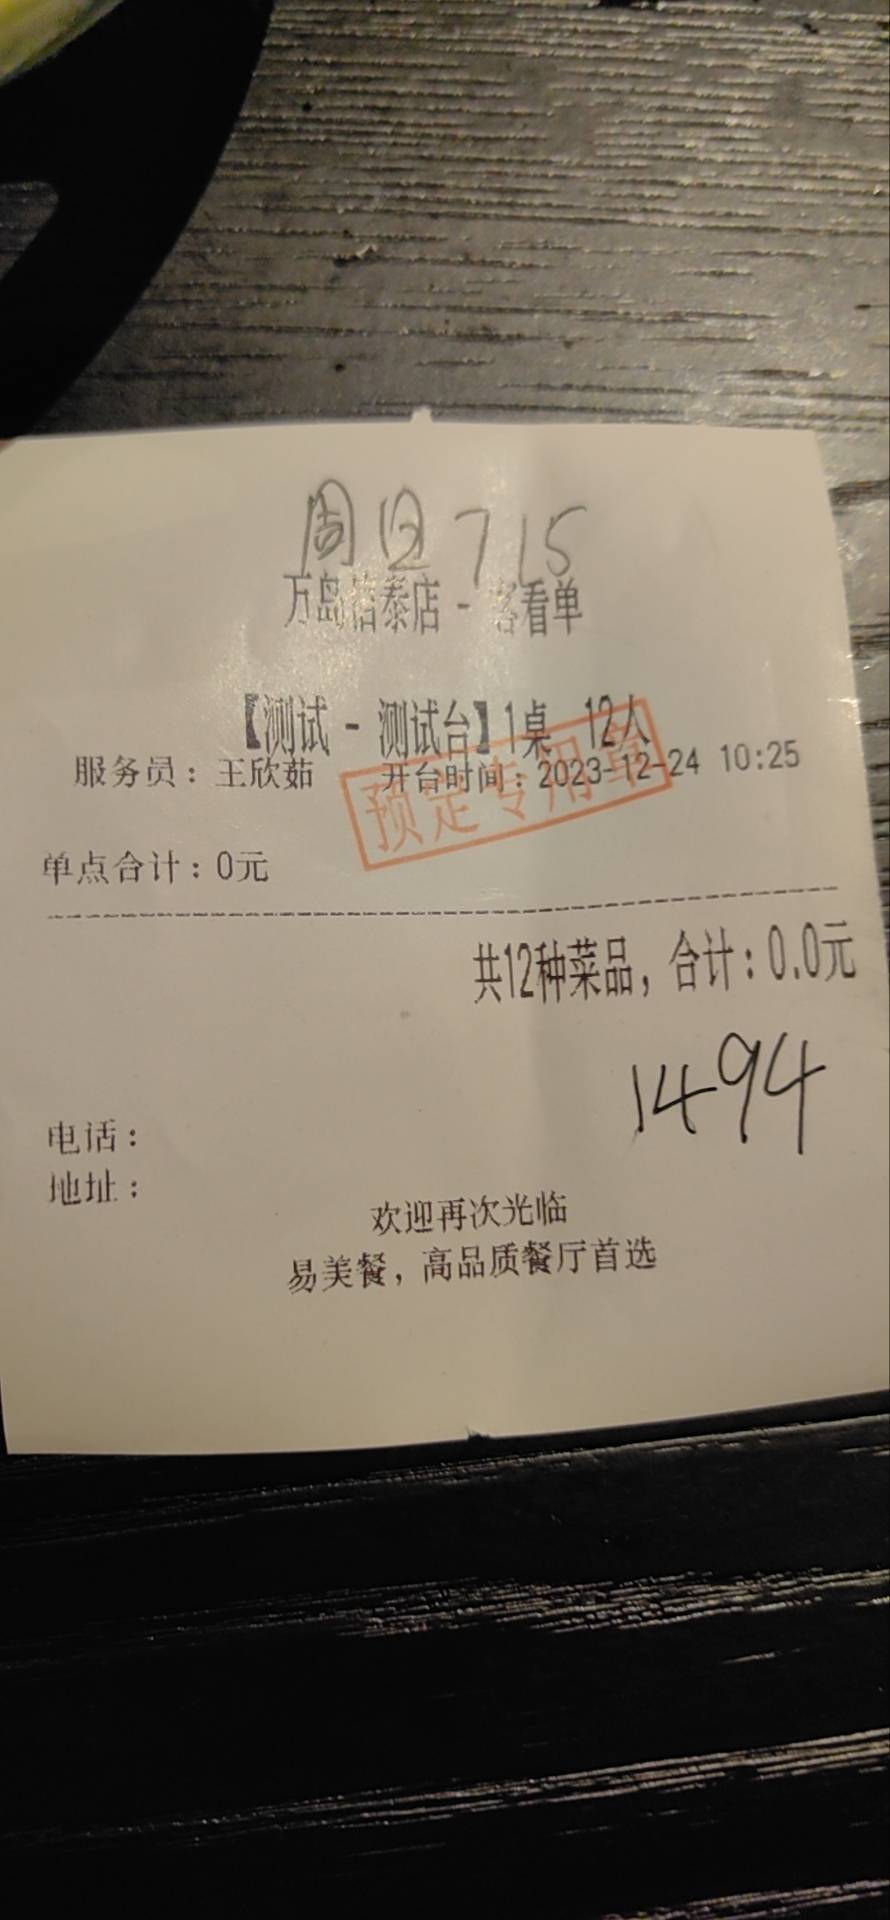 周日 715
万岛信泰店 - 客看单
【测试 - 测试台】1桌 12人
服务员：王欣茹 开台时间：2023-12-24 10:25
预定专用章
单点合计：0元
共12种菜品，合计：0.0元
1494
电话：
地址：
欢迎再次光临
易美餐，高品质餐厅首选